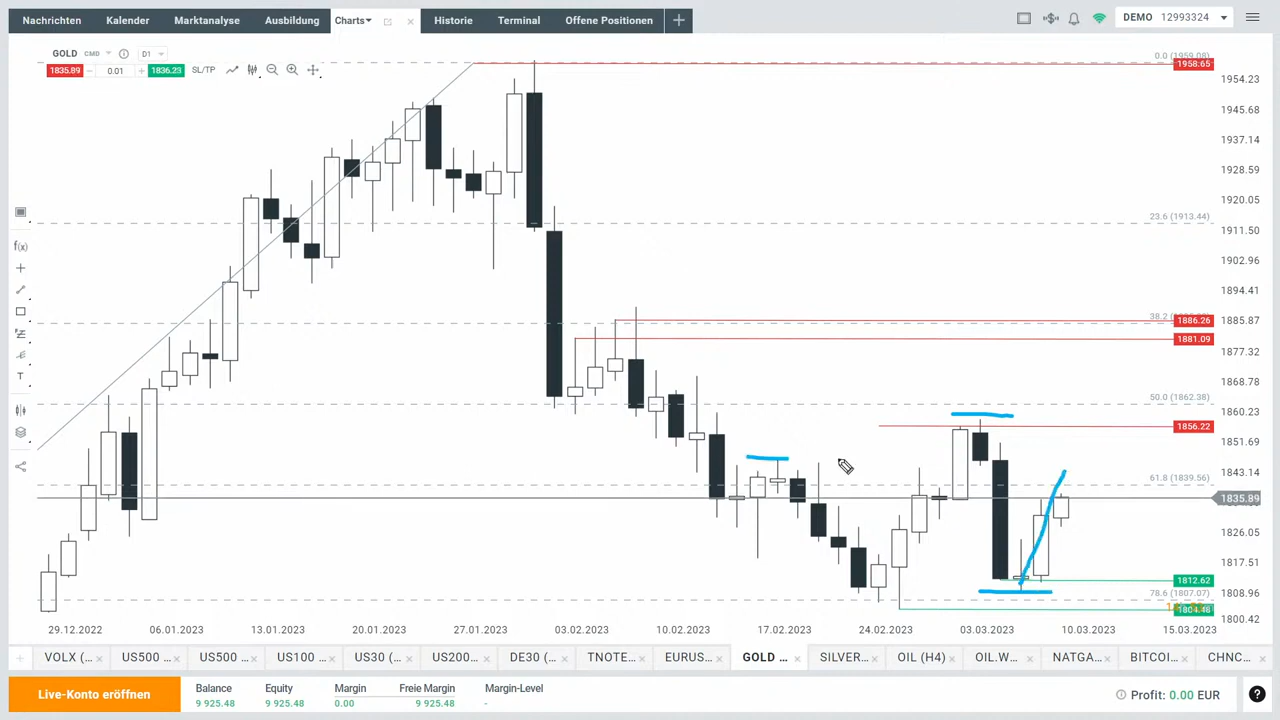 Nachrichten Kalender Marktanalyse Ausbildung Charts Historie Terminal Offene Positionen DEMO 12993324
GOLD CMD D1
1835.89 0.01 1836.23 SL/TP
0.0 (1959.08)
1958.65
1954.23
1945.68
1937.14
1928.59
1920.05
23.6 (1913.44)
1911.50
1902.96
1894.41
38.2
1886.26
1885.87
1881.09
1877.32
1868.78
50.0 (1862.38)
1860.23
1856.22
1851.69
1843.14
61.8 (1839.56)
1835.89
1826.05
1817.51
1812.62
78.6 (1807.07)
1808.96
1804.48
1800.42
f(x)
T
29.12.2022 06.01.2023 13.01.2023 20.01.2023 27.01.2023 03.02.2023 10.02.2023 17.02.2023 24.02.2023 03.03.2023 10.03.2023 15.03.2023
VOLX (... US500 ... US500 ... US100 ... US30 (... US200... DE30 (... TNOTE... EURUS... GOLD ... SILVER... OIL (H4) OIL.W... NATGA... BITCOI... CHNC...
Live-Konto eröffnen
Balance Equity Margin Freie Margin Margin-Level
9 925.48 9 925.48 0.00 9 925.48 -
Profit: 0.00 EUR